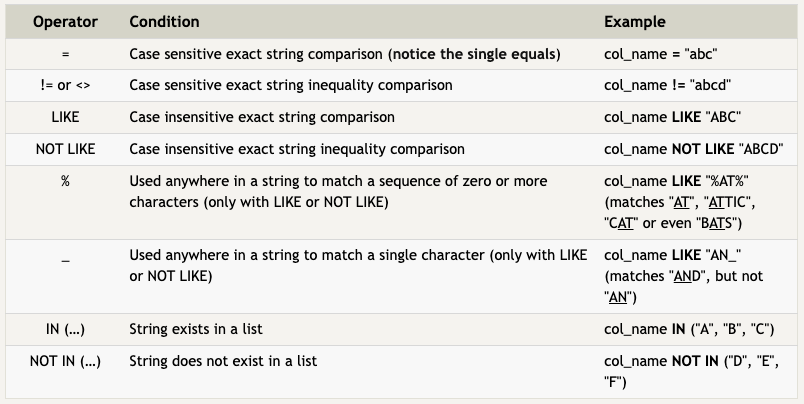 Operator Condition Example
= Case sensitive exact string comparison (notice the single equals) col_name = "abc"
!= or <> Case sensitive exact string inequality comparison col_name != "abcd"
LIKE Case insensitive exact string comparison col_name LIKE "ABC"
NOT LIKE Case insensitive exact string inequality comparison col_name NOT LIKE "ABCD"
% Used anywhere in a string to match a sequence of zero or more col_name LIKE "%AT%"
characters (only with LIKE or NOT LIKE) (matches "AT", "ATTIC",
"CAT" or even "BATS")
_ Used anywhere in a string to match a single character (only with LIKE col_name LIKE "AN_"
or NOT LIKE) (matches "AND", but not
"AN")
IN (…) String exists in a list col_name IN ("A", "B", "C")
NOT IN (…) String does not exist in a list col_name NOT IN ("D", "E",
"F")